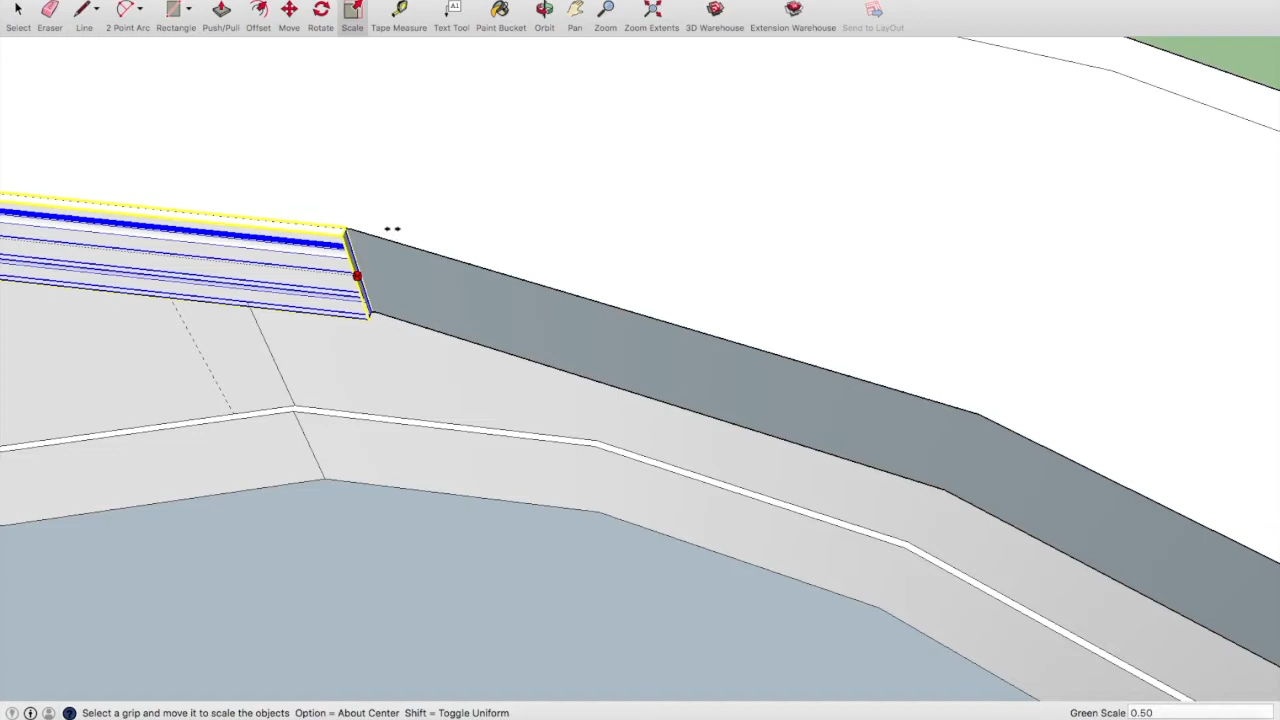 Select Eraser Line 2 Point Arc Rectangle Push/Pull Offset Move Rotate Scale Tape Measure Text Tool Paint Bucket Orbit Pan Zoom Zoom Extents 3D Warehouse Extension Warehouse Send to LayOut
Select a grip and move it to scale the objects Option = About Center Shift = Toggle Uniform Green Scale 0.50